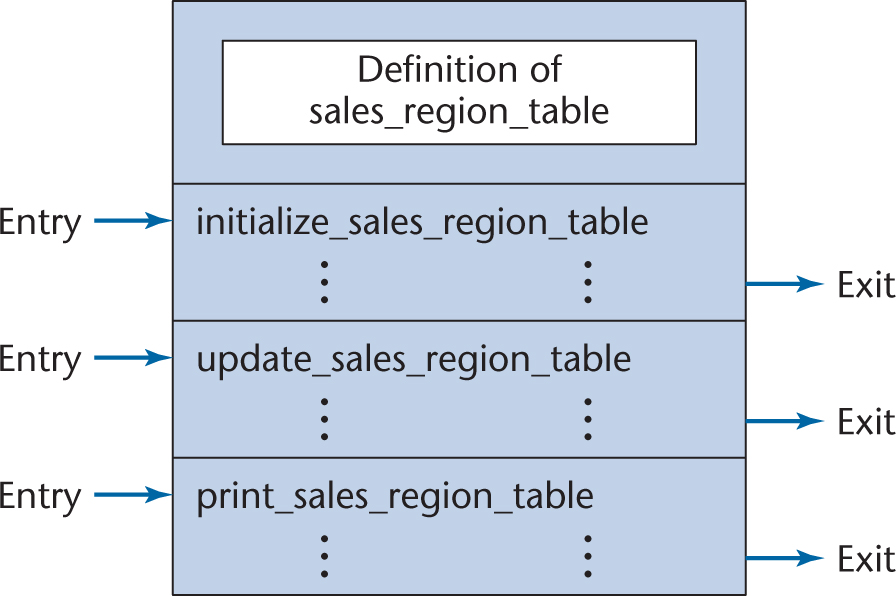 Definition of
sales_region_table
Entry
initialize_sales_region_table
Exit
Entry
update_sales_region_table
Exit
Entry
print_sales_region_table
Exit